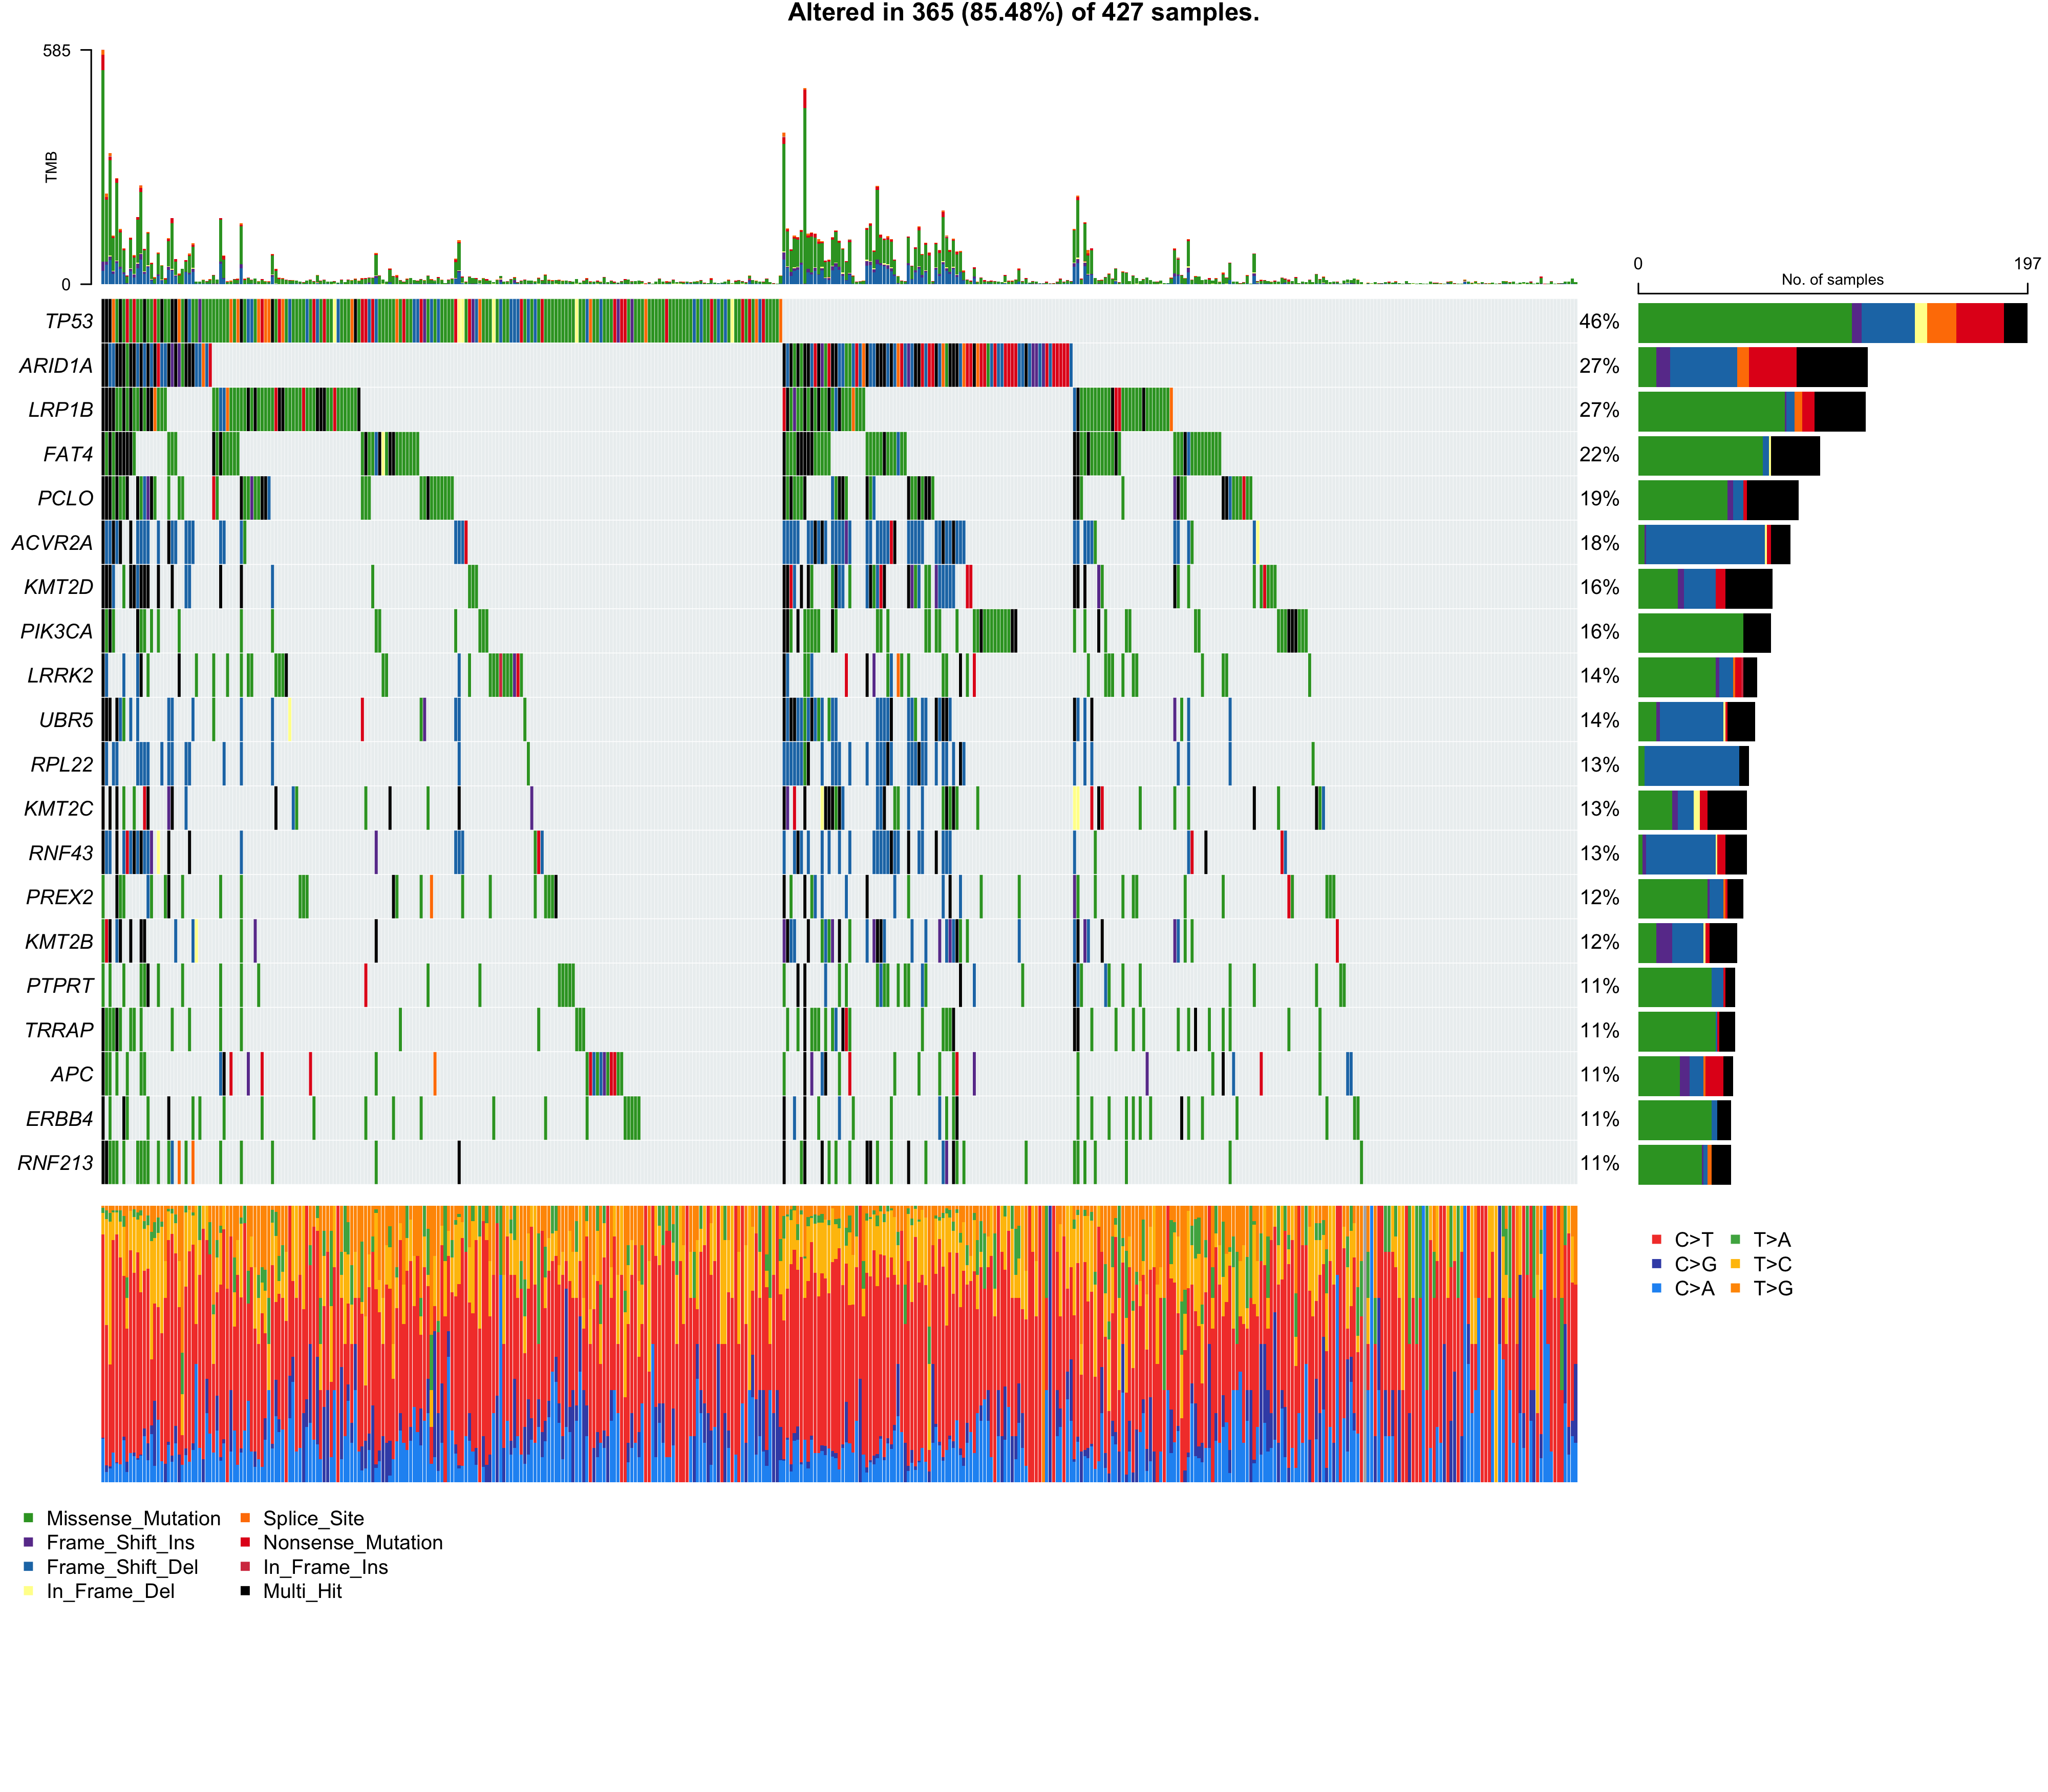 Altered in 365 (85.48%) of 427 samples.
585
TMB
0
0
No. of samples
197
TP53 46%
ARID1A 27%
LRP1B 27%
FAT4 22%
PCLO 19%
ACVR2A 18%
KMT2D 16%
PIK3CA 16%
LRRK2 14%
UBR5 14%
RPL22 13%
KMT2C 13%
RNF43 13%
PREX2 12%
KMT2B 12%
PTPRT 11%
TRRAP 11%
APC 11%
ERBB4 11%
RNF213 11%
C>T T>A
C>G T>C
C>A T>G
Missense_Mutation Splice_Site
Frame_Shift_Ins Nonsense_Mutation
Frame_Shift_Del In_Frame_Ins
In_Frame_Del Multi_Hit